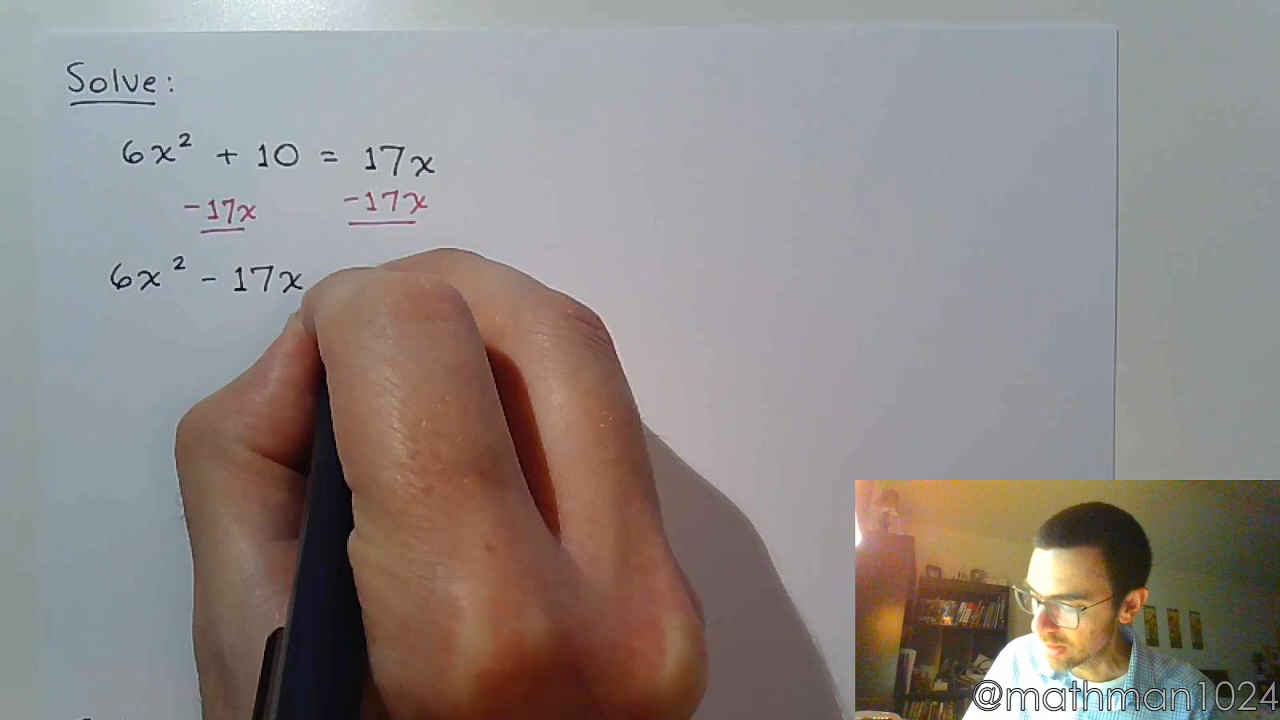 Solve:
6x² + 10 = 17x
-17x -17x
6x² - 17x
@mathman1024